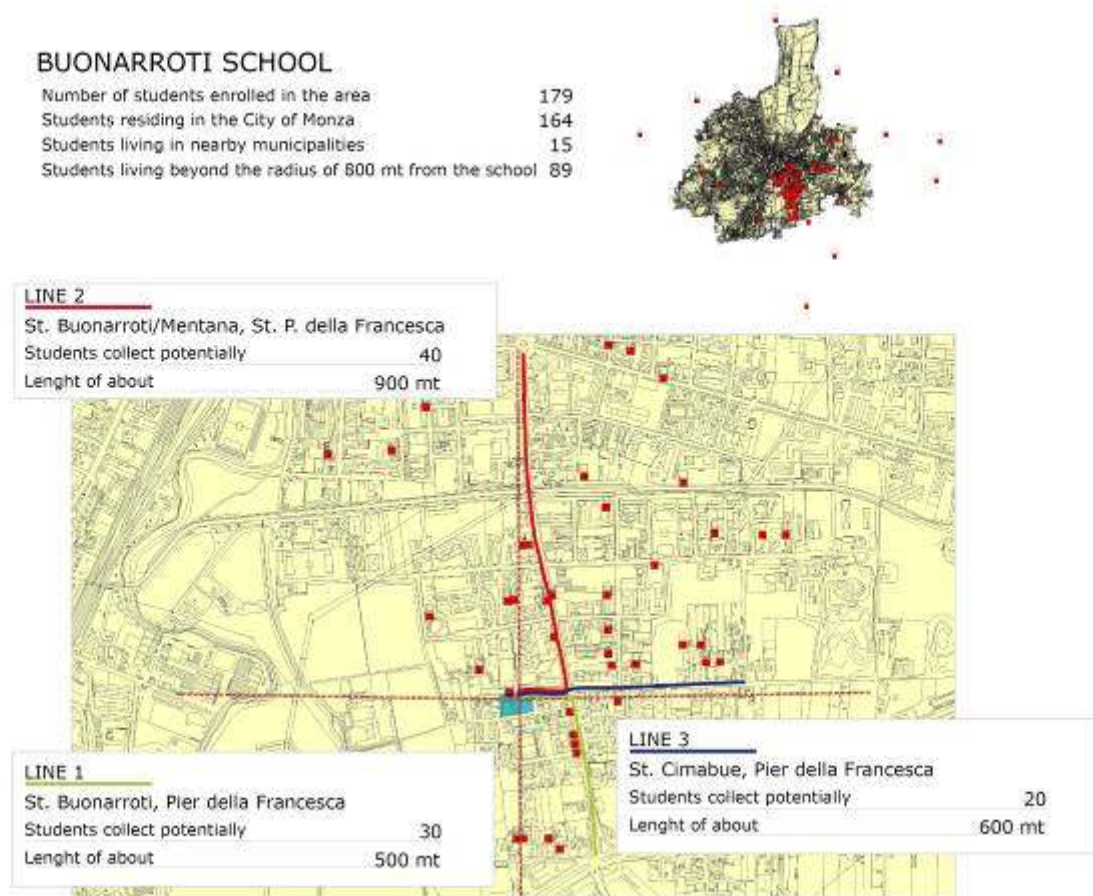 BUONARROTI SCHOOL
Number of students enrolled in the area 179
Students residing in the City of Monza 164
Students living in nearby municipalities 15
Students living beyond the radius of 800 mt from the school 89
LINE 2
St. Buonarroti/Mentana, St. P. della Francesca
Students collect potentially 40
Lenght of about 900 mt
LINE 1
St. Buonarroti, Pier della Francesca
Students collect potentially 30
Lenght of about 500 mt
LINE 3
St. Cimabue, Pier della Francesca
Students collect potentially 20
Lenght of about 600 mt